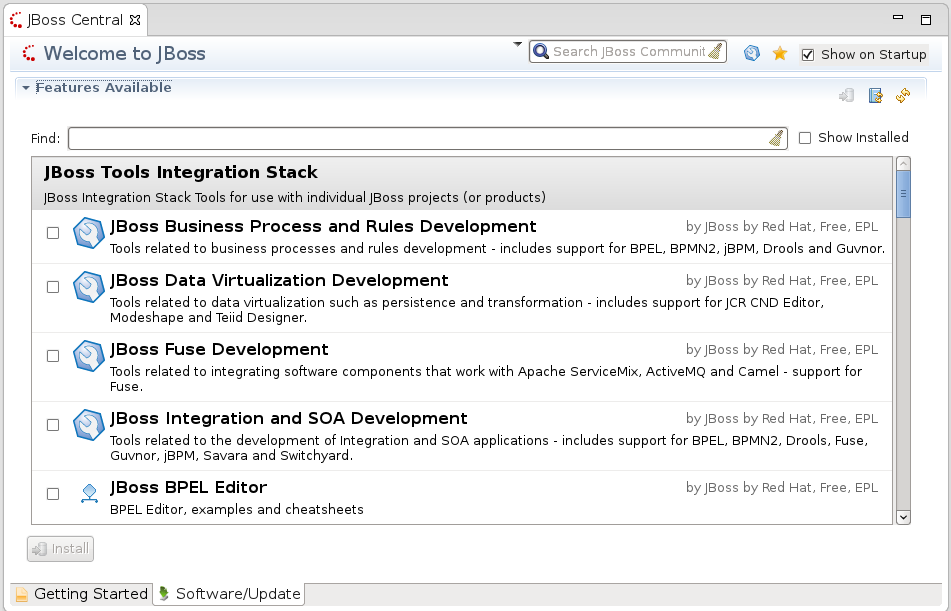 JBoss Central
Welcome to JBoss
Search JBoss Communit
Show on Startup
Features Available
Find:
Show Installed
JBoss Tools Integration Stack
JBoss Integration Stack Tools for use with individual JBoss projects (or products)
JBoss Business Process and Rules Development
by JBoss by Red Hat, Free, EPL
Tools related to business processes and rules development - includes support for BPEL, BPMN2, jBPM, Drools and Guvnor.
JBoss Data Virtualization Development
by JBoss by Red Hat, Free, EPL
Tools related to data virtualization such as persistence and transformation - includes support for JCR CND Editor,
Modeshape and Teiid Designer.
JBoss Fuse Development
by JBoss by Red Hat, Free, EPL
Tools related to integrating software components that work with Apache ServiceMix, ActiveMQ and Camel - support for
Fuse.
JBoss Integration and SOA Development
by JBoss by Red Hat, Free, EPL
Tools related to the development of Integration and SOA applications - includes support for BPEL, BPMN2, Drools, Fuse,
Guvnor, jBPM, Savara and Switchyard.
JBoss BPEL Editor
by JBoss by Red Hat, Free, EPL
BPEL Editor, examples and cheatsheets
Install
Getting Started
Software/Update